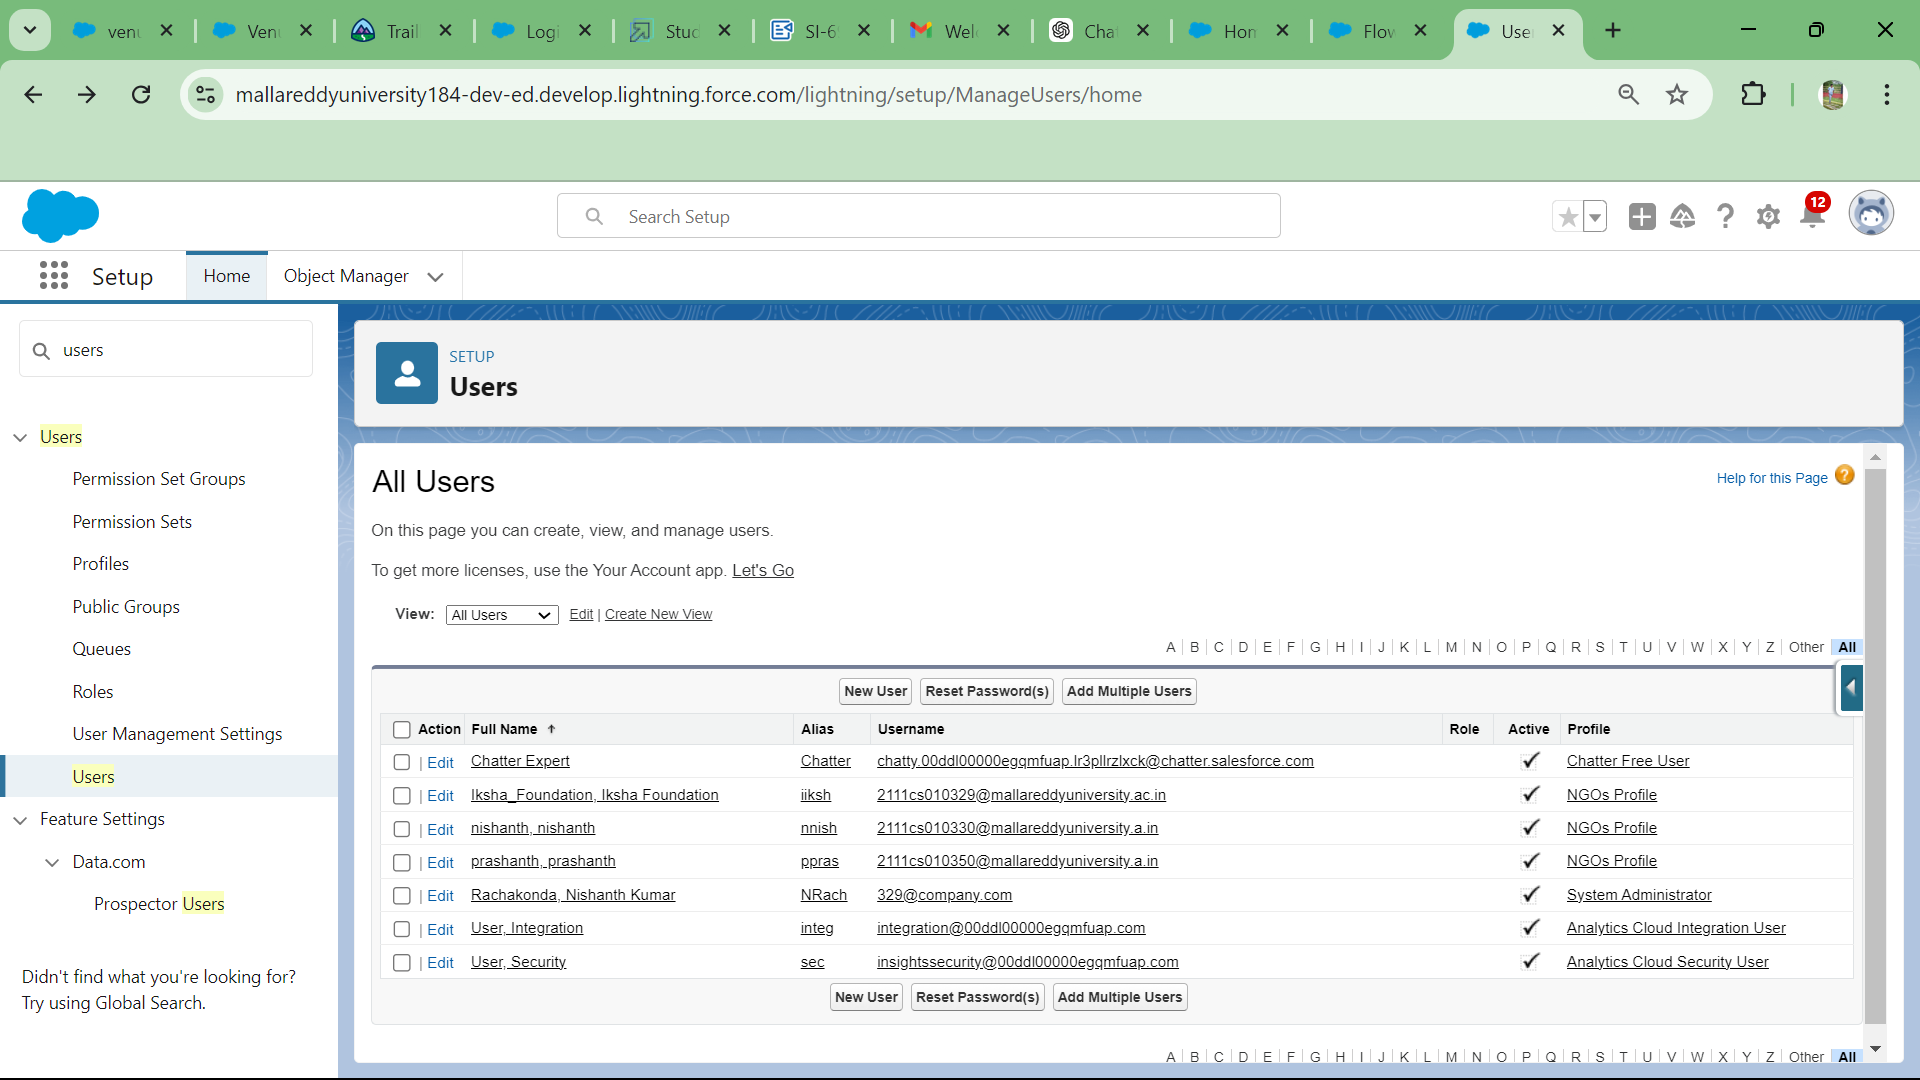 venu
Venu
Trail
Logi
Stud
SI-6
Wel
Cha
Hon
Flow
User
mallareddyuniversity184-dev-ed.develop.lightning.force.com/lightning/setup/ManageUsers/home
Search Setup
12
Setup
Home
Object Manager
users
Users
Permission Set Groups
Permission Sets
Profiles
Public Groups
Queues
Roles
User Management Settings
Users
Feature Settings
Data.com
Prospector Users
Didn't find what you're looking for?
Try using Global Search.
SETUP
Users
All Users
Help for this Page
On this page you can create, view, and manage users.
To get more licenses, use the Your Account app. Let's Go
View: All Users Edit | Create New View
A | B | C | D | E | F | G | H | I | J | K | L | M | N | O | P | Q | R | S | T | U | V | W | X | Y | Z | Other | All
New User Reset Password(s) Add Multiple Users
Action Full Name ↑ Alias Username Role Active Profile
| Edit Chatter Expert Chatter chatty.00ddl00000egqmfuap.lr3pllrzlxck@chatter.salesforce.com Chatter Free User
| Edit Iksha_Foundation, Iksha Foundation iiksh 2111cs010329@mallareddyuniversity.ac.in NGOs Profile
| Edit nishanth, nishanth nnish 2111cs010330@mallareddyuniversity.a.in NGOs Profile
| Edit prashanth, prashanth ppras 2111cs010350@mallareddyuniversity.a.in NGOs Profile
| Edit Rachakonda, Nishanth Kumar NRach 329@company.com System Administrator
| Edit User, Integration integ integration@00ddl00000egqmfuap.com Analytics Cloud Integration User
| Edit User, Security sec insightssecurity@00ddl00000egqmfuap.com Analytics Cloud Security User
New User Reset Password(s) Add Multiple Users
A | B | C | D | E | F | G | H | I | J | K | L | M | N | O | P | Q | R | S | T | U | V | W | X | Y | Z | Other | All